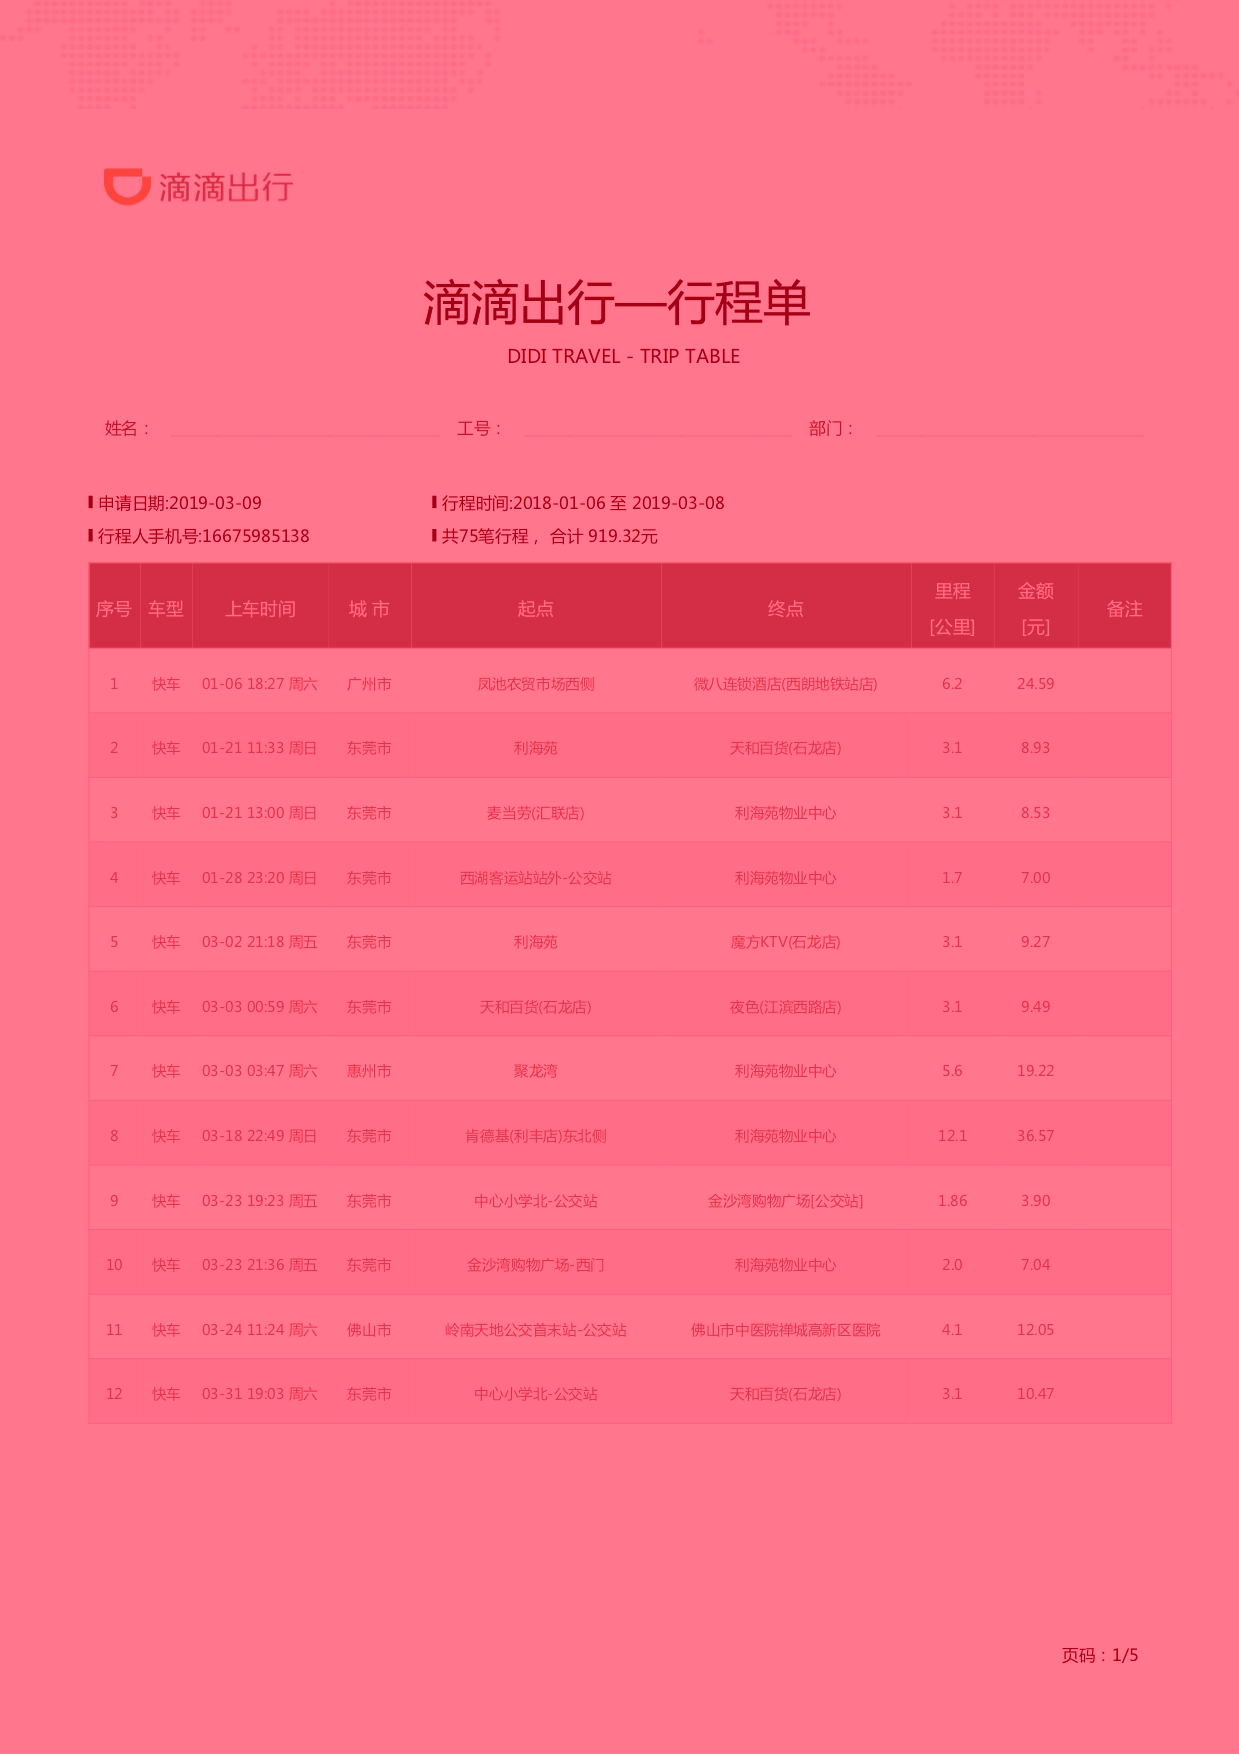 滴滴出行
滴滴出行—行程单
DIDI TRAVEL - TRIP TABLE
姓名： 工号： 部门：
申请日期:2019-03-09 行程时间:2018-01-06 至 2019-03-08
行程人手机号:16675985138 共75笔行程， 合计 919.32元
序号 车型 上车时间 城 市 起点 终点 里程[公里] 金额[元] 备注
1 快车 01-06 18:27 周六 广州市 凤池农贸市场西侧 微八连锁酒店(西朗地铁站店) 6.2 24.59
2 快车 01-21 11:33 周日 东莞市 利海苑 天和百货(石龙店) 3.1 8.93
3 快车 01-21 13:00 周日 东莞市 麦当劳(汇联店) 利海苑物业中心 3.1 8.53
4 快车 01-28 23:20 周日 东莞市 西湖客运站站外-公交站 利海苑物业中心 1.7 7.00
5 快车 03-02 21:18 周五 东莞市 利海苑 魔方KTV(石龙店) 3.1 9.27
6 快车 03-03 00:59 周六 东莞市 天和百货(石龙店) 夜色(江滨西路店) 3.1 9.49
7 快车 03-03 03:47 周六 惠州市 聚龙湾 利海苑物业中心 5.6 19.22
8 快车 03-18 22:49 周日 东莞市 肯德基(利丰店)东北侧 利海苑物业中心 12.1 36.57
9 快车 03-23 19:23 周五 东莞市 中心小学北-公交站 金沙湾购物广场[公交站] 1.86 3.90
10 快车 03-23 21:36 周五 东莞市 金沙湾购物广场-西门 利海苑物业中心 2.0 7.04
11 快车 03-24 11:24 周六 佛山市 岭南天地公交首末站-公交站 佛山市中医院禅城高新区医院 4.1 12.05
12 快车 03-31 19:03 周六 东莞市 中心小学北-公交站 天和百货(石龙店) 3.1 10.47
页码：1/5